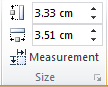 3.33 cm
3.51 cm
Measurement
Size